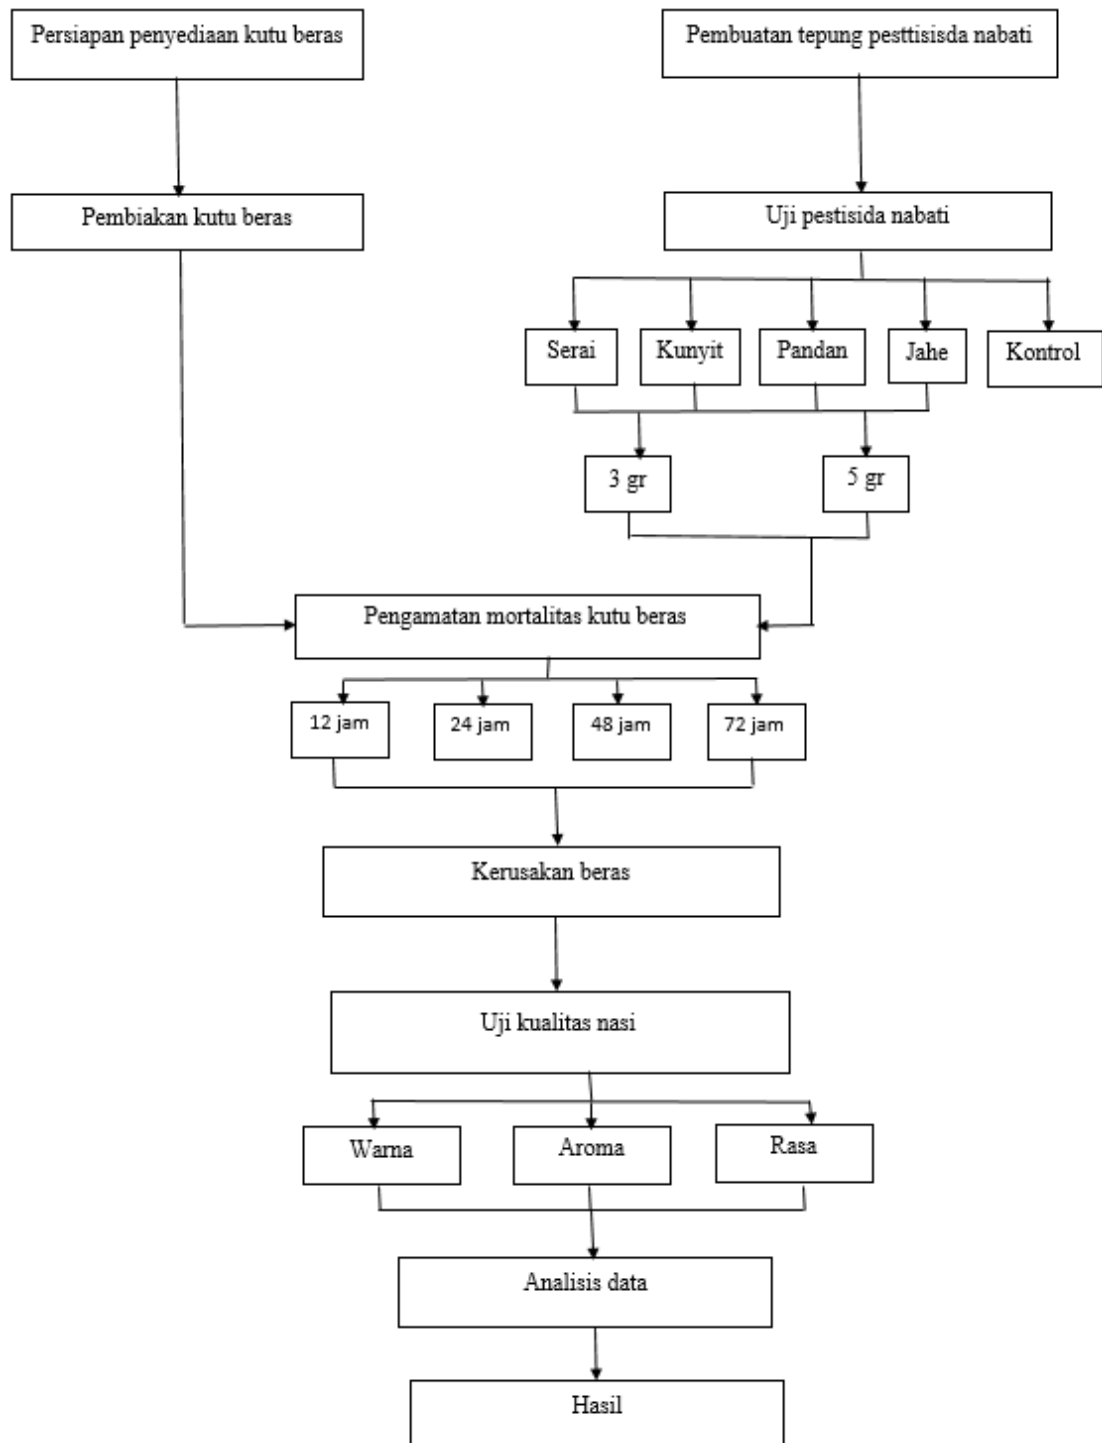 Persiapan penyediaan kutu beras
Pembuatan tepung pesttisisda nabati
Pembiakan kutu beras
Uji pestisida nabati
Serai
Kunyit
Pandan
Jahe
Kontrol
3 gr
5 gr
Pengamatan mortalitas kutu beras
12 jam
24 jam
48 jam
72 jam
Kerusakan beras
Uji kualitas nasi
Warna
Aroma
Rasa
Analisis data
Hasil